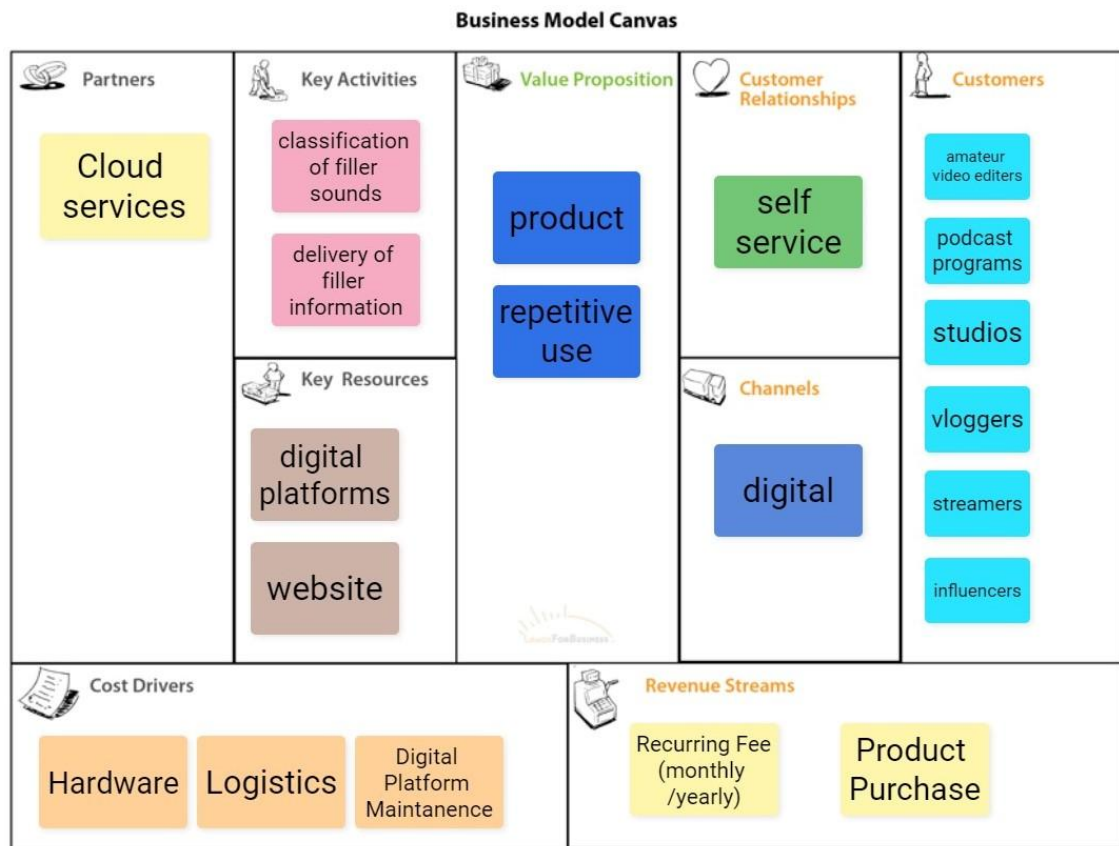 Business Model Canvas
Partners
Cloud
services
Key Activities
classification
of filler
sounds
delivery of
filler
information
Key Resources
digital
platforms
website
Value Proposition
product
repetitive
use
Customer
Relationships
self
service
Channels
digital
Customers
amateur
video editers
podcast
programs
studios
vloggers
streamers
influencers
Cost Drivers
Hardware
Logistics
Digital
Platform
Maintanence
Revenue Streams
Recurring Fee
(monthly
/yearly)
Product
Purchase